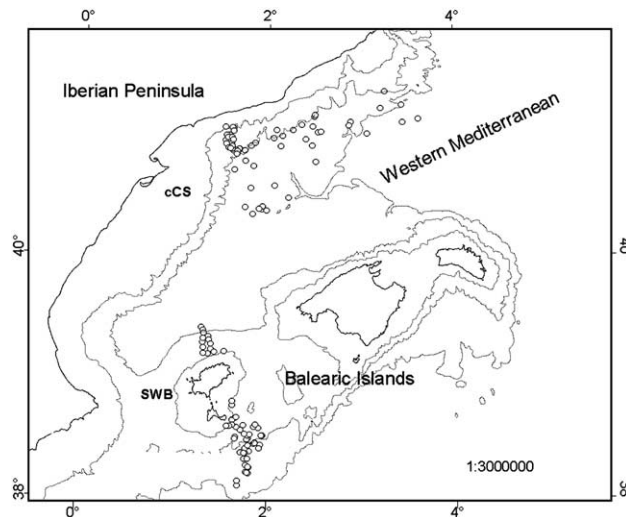 0° 2° 4°
Iberian Peninsula
Western Mediterranean
cCS
40° 40
Balearic Islands
SWB
1:3000000
38° 38
0° 2° 4°